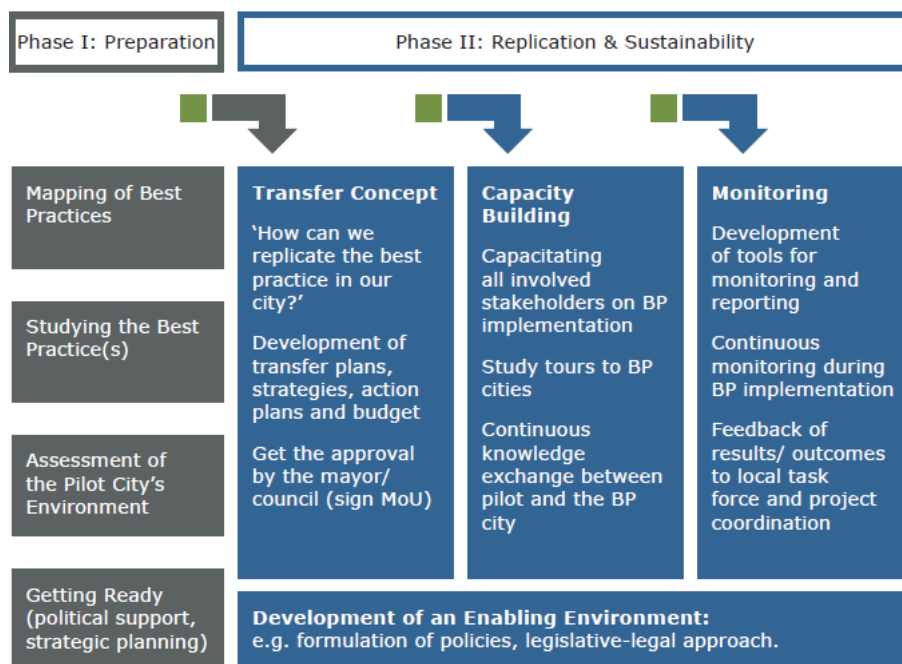 Phase I: Preparation
Phase II: Replication & Sustainability
Mapping of Best
Practices
Studying the Best
Practice(s)
Assessment of
the Pilot City’s
Environment
Getting Ready
(political support,
strategic planning)
Transfer Concept
‘How can we
replicate the best
practice in our
city?’
Development of
transfer plans,
strategies, action
plans and budget
Get the approval
by the mayor/
council (sign MoU)
Capacity
Building
Capacitating
all involved
stakeholders on BP
implementation
Study tours to BP
cities
Continuous
knowledge
exchange between
pilot and the BP
city
Monitoring
Development
of tools for
monitoring and
reporting
Continuous
monitoring during
BP implementation
Feedback of
results/ outcomes
to local task
force and project
coordination
Development of an Enabling Environment:
e.g. formulation of policies, legislative-legal approach.